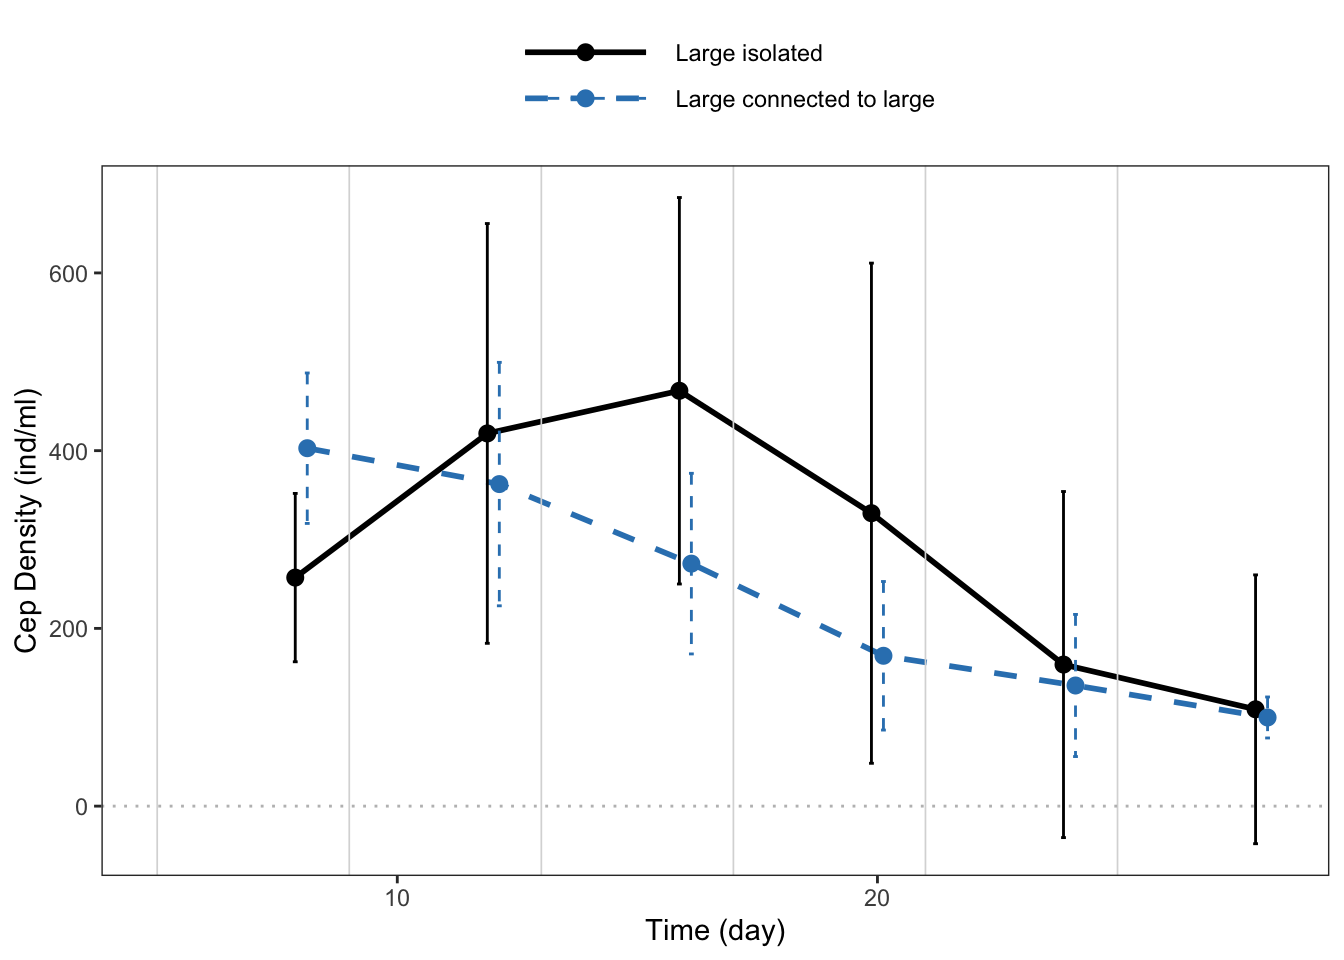 Large isolated
Large connected to large
Cep Density (ind/ml)
600
400
200
0
10
20
Time (day)